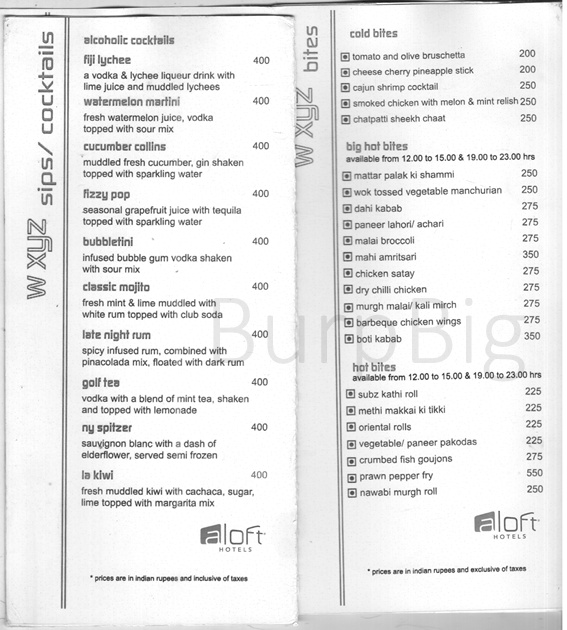 w xyz sips/ cocktails
alcoholic cocktails
fiji lychee 400
a vodka & lychee liqueur drink with
lime juice and muddled lychees
watermelon martini 400
fresh watermelon juice, vodka
topped with sour mix
cucumber collins 400
muddled fresh cucumber, gin shaken
topped with sparkling water
fizzy pop 400
seasonal grapefruit juice with tequila
topped with sparkling water
bubbletini 400
infused bubble gum vodka shaken
with sour mix
classic mojito 400
fresh mint & lime muddled with
white rum topped with club soda
late night rum 400
spicy infused rum, combined with
pinacolada mix, floated with dark rum
golf tea 400
vodka with a blend of mint tea, shaken
and topped with lemonade
ny spitzer 400
sauvignon blanc with a dash of
elderflower, served semi frozen
la kiwi 400
fresh muddled kiwi with cachaca, sugar,
lime topped with margarita mix
aloft
HOTELS
* prices are in indian rupees and inclusive of taxes
w xyz bites
cold bites
tomato and olive bruschetta 200
cheese cherry pineapple stick 200
cajun shrimp cocktail 250
smoked chicken with melon & mint relish 250
chatpatti sheekh chaat 250
big hot bites
available from 12.00 to 15.00 & 19.00 to 23.00 hrs
mattar palak ki shammi 250
wok tossed vegetable manchurian 250
dahi kabab 275
paneer lahori/ achari 275
malai broccoli 275
mahi amritsari 350
chicken satay 275
dry chilli chicken 275
murgh malai/ kali mirch 275
barbeque chicken wings 275
boti kabab 350
hot bites
available from 12.00 to 15.00 & 19.00 to 23.00 hrs
subz kathi roll 225
methi makkai ki tikki 225
oriental rolls 225
vegetable/ paneer pakodas 225
crumbed fish goujons 275
prawn pepper fry 550
nawabi murgh roll 250
aloft
HOTELS
* prices are in indian rupees and exclusive of taxes
BurpBig